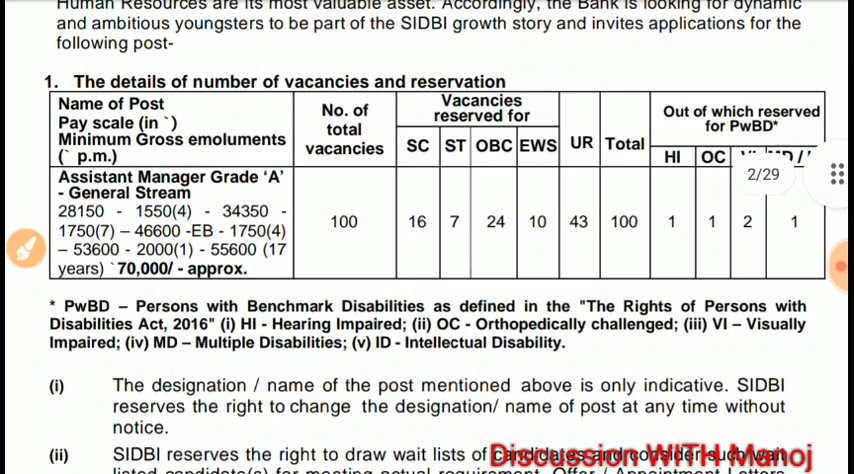 Human Resources are its most valuable asset. Accordingly, the Bank is looking for dynamic
and ambitious youngsters to be part of the SIDBI growth story and invites applications for the
following post-
1. The details of number of vacancies and reservation
Name of Post
Pay scale (in `)
Minimum Gross emoluments
(` p.m.)
No. of
total
vacancies
Vacancies
reserved for
SC ST OBC EWS UR Total
Out of which reserved
for PwBD*
HI OC
2/29
Assistant Manager Grade ‘A’
- General Stream
28150 - 1550(4) - 34350 -
1750(7) – 46600 -EB - 1750(4)
– 53600 - 2000(1) - 55600 (17
years) ` 70,000/ - approx.
100 16 7 24 10 43 100 1 1 2 1
* PwBD – Persons with Benchmark Disabilities as defined in the "The Rights of Persons with
Disabilities Act, 2016" (i) HI - Hearing Impaired; (ii) OC - Orthopedically challenged; (iii) VI – Visually
Impaired; (iv) MD – Multiple Disabilities; (v) ID - Intellectual Disability.
(i) The designation / name of the post mentioned above is only indicative. SIDBI
reserves the right to change the designation/ name of post at any time without
notice.
(ii) SIDBI reserves the right to draw wait lists of
Discussion WITH Manoj